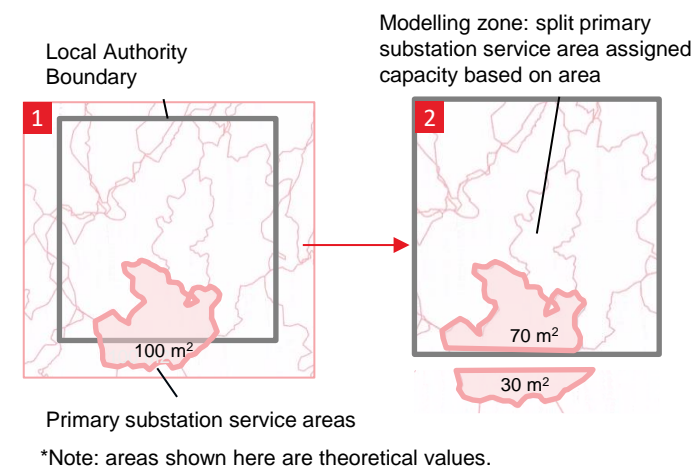 Local Authority
Boundary
Modelling zone: split primary
substation service area assigned
capacity based on area
1
2
100 m²
70 m²
30 m²
Primary substation service areas
*Note: areas shown here are theoretical values.